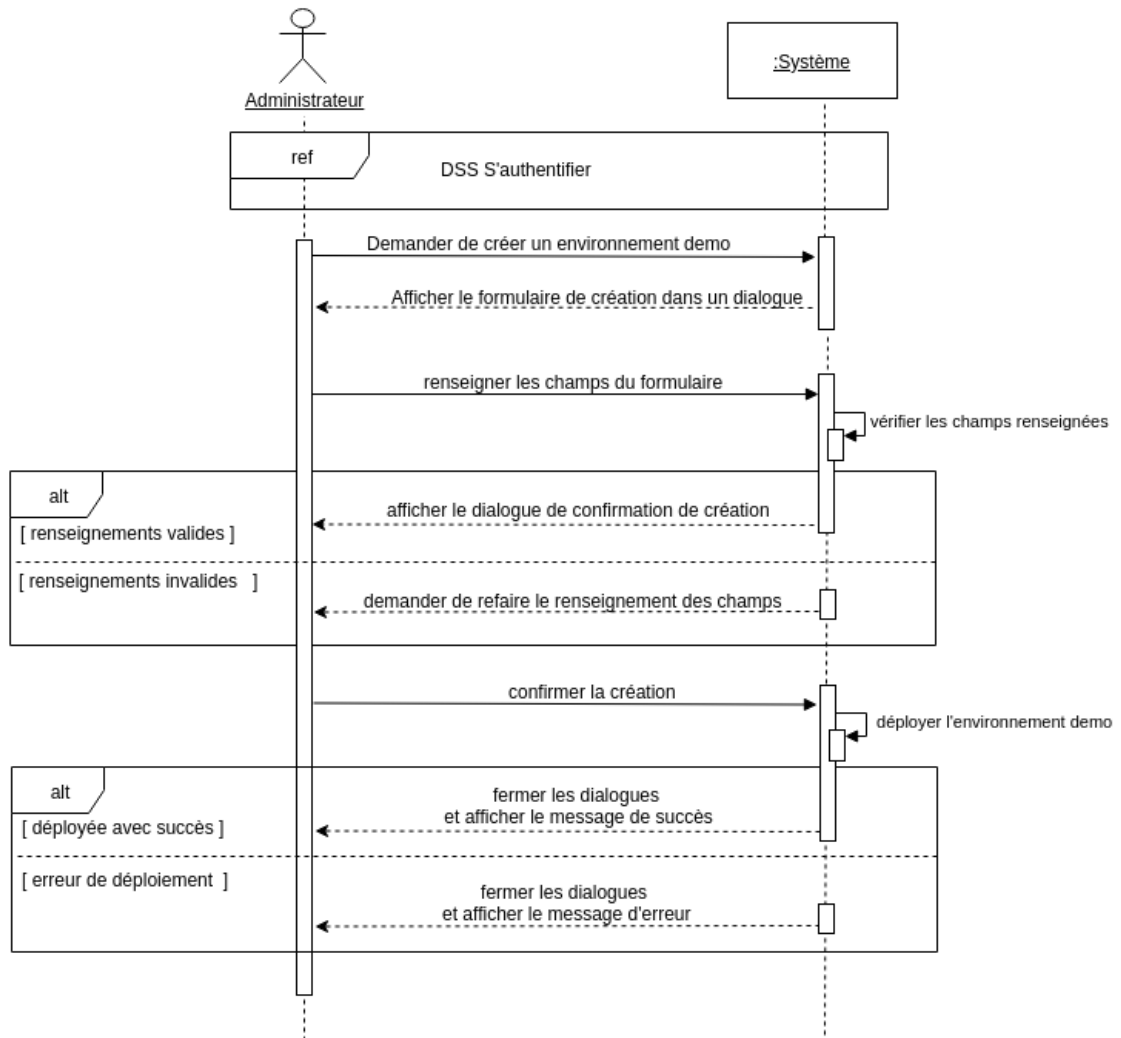 :Système
Administrateur
ref
DSS S'authentifier
Demander de créer un environnement demo
Afficher le formulaire de création dans un dialogue
renseigner les champs du formulaire
vérifier les champs renseignées
alt
afficher le dialogue de confirmation de création
[ renseignements valides ]
[ renseignements invalides ]
demander de refaire le renseignement des champs
confirmer la création
déployer l'environnement demo
alt
fermer les dialogues
et afficher le message de succès
[ déployée avec succès ]
[ erreur de déploiement ]
fermer les dialogues
et afficher le message d'erreur